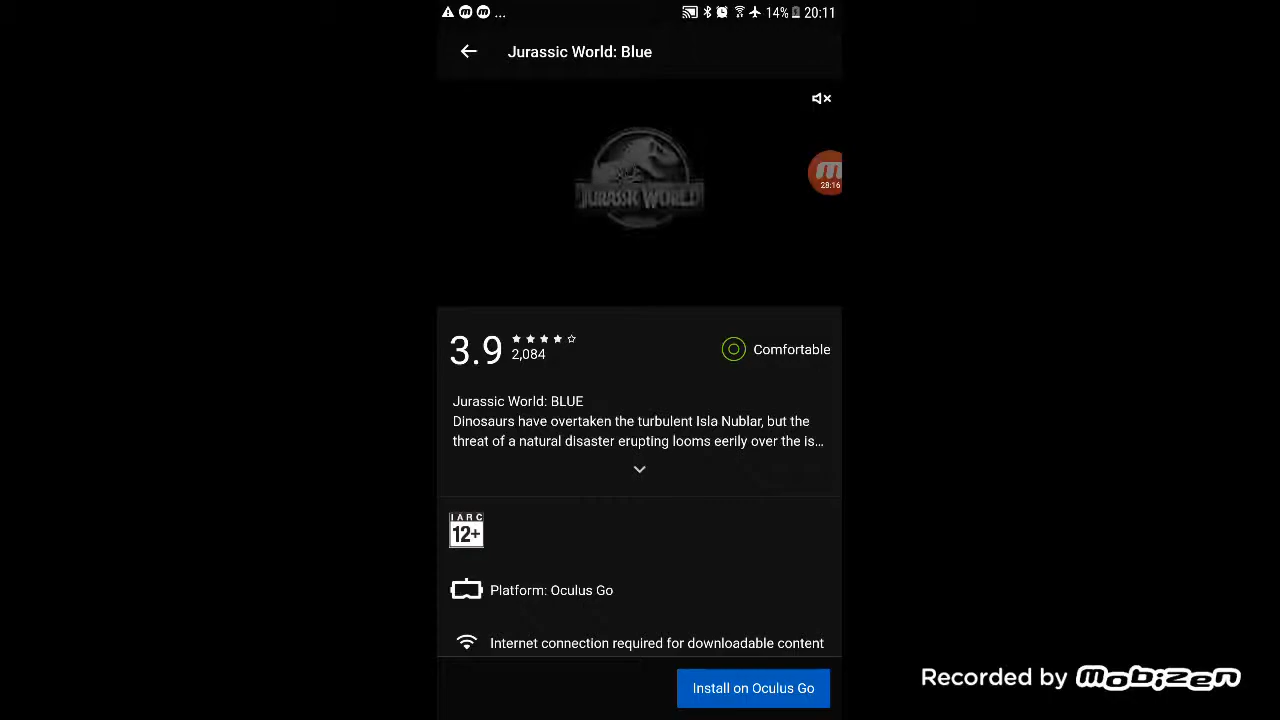 ... 14% 20:11
Jurassic World: Blue
JURASSIC WORLD
28:16
3.9
2,084
Comfortable
Jurassic World: BLUE
Dinosaurs have overtaken the turbulent Isla Nublar, but the
threat of a natural disaster erupting looms eerily over the is...
IARC
12+
Platform: Oculus Go
Internet connection required for downloadable content
Install on Oculus Go
Recorded by mobizen